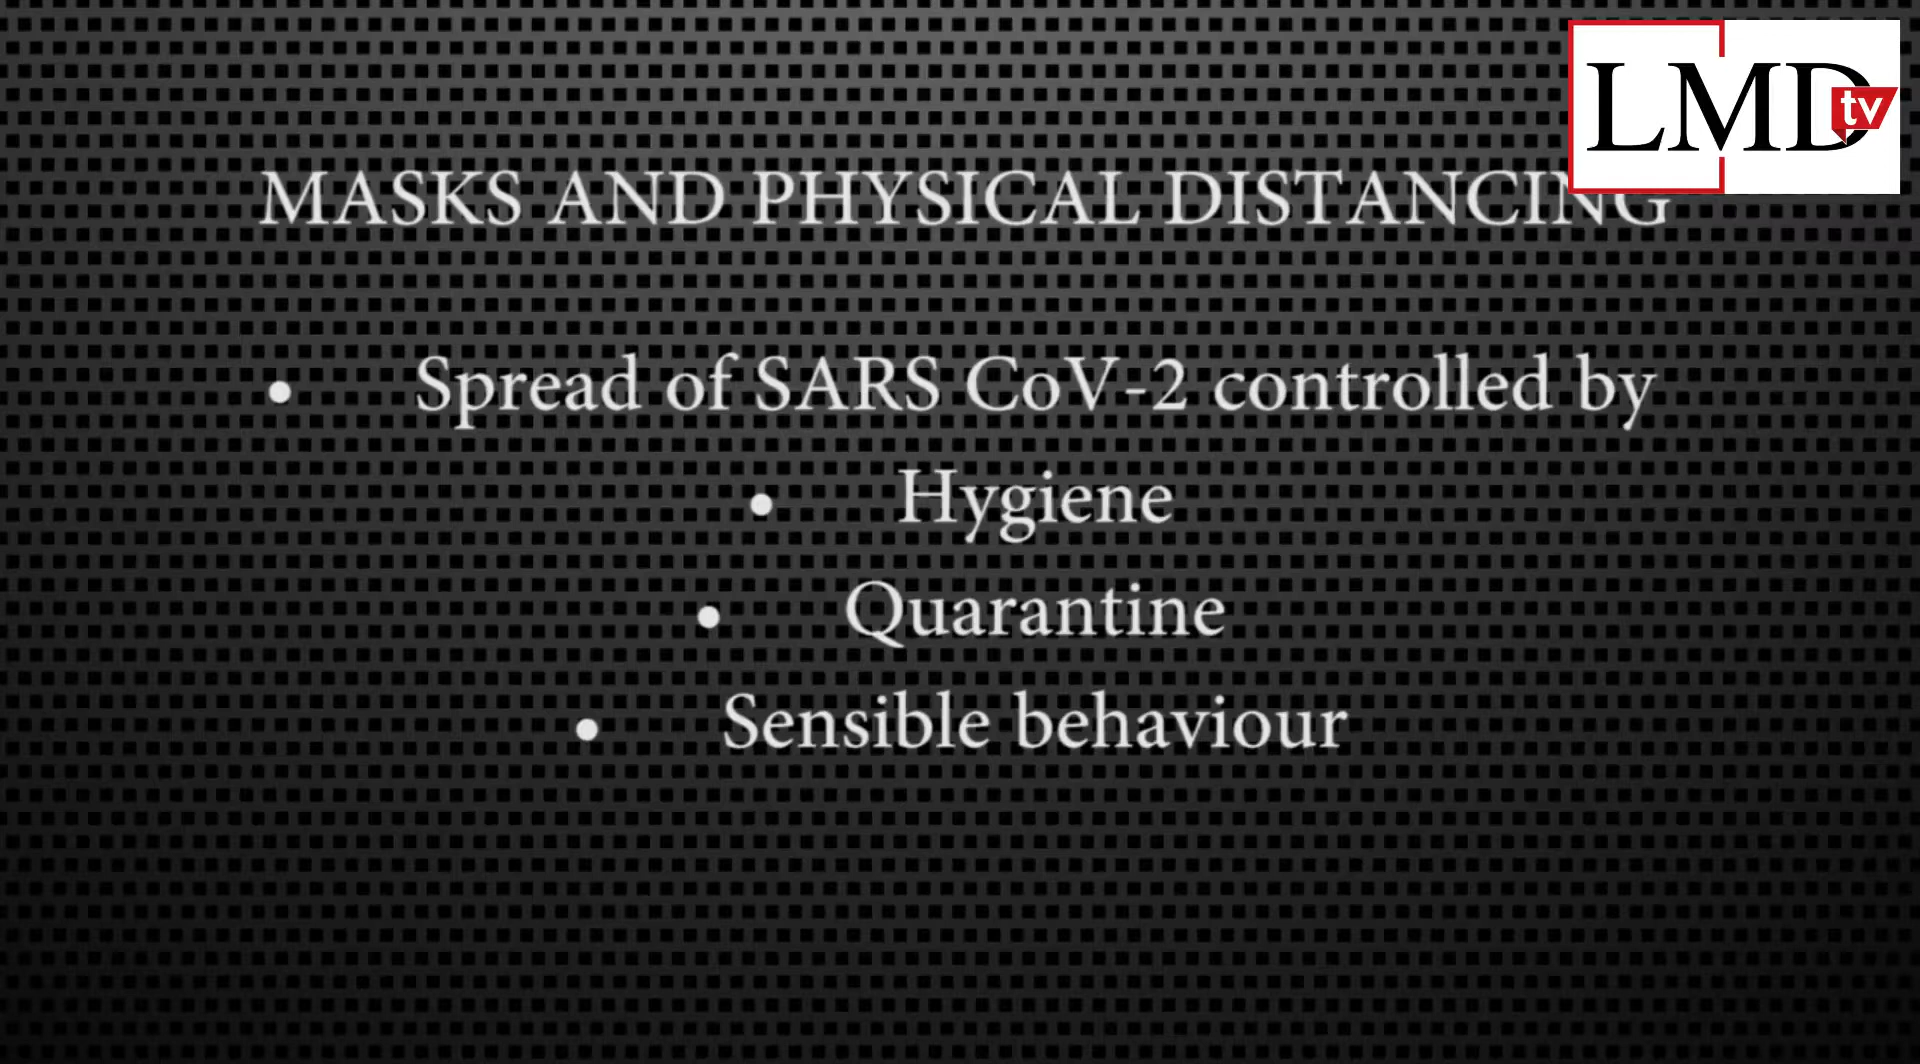 LMD tv
MASKS AND PHYSICAL DISTANCING
• Spread of SARS CoV-2 controlled by
• Hygiene
• Quarantine
• Sensible behaviour